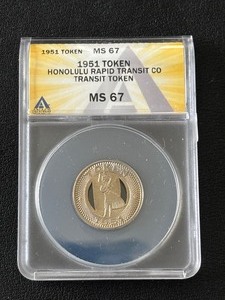 1951 TOKEN MS 67
1951 TOKEN
HONOLULU RAPID TRANSIT CO
TRANSIT TOKEN
MS 67